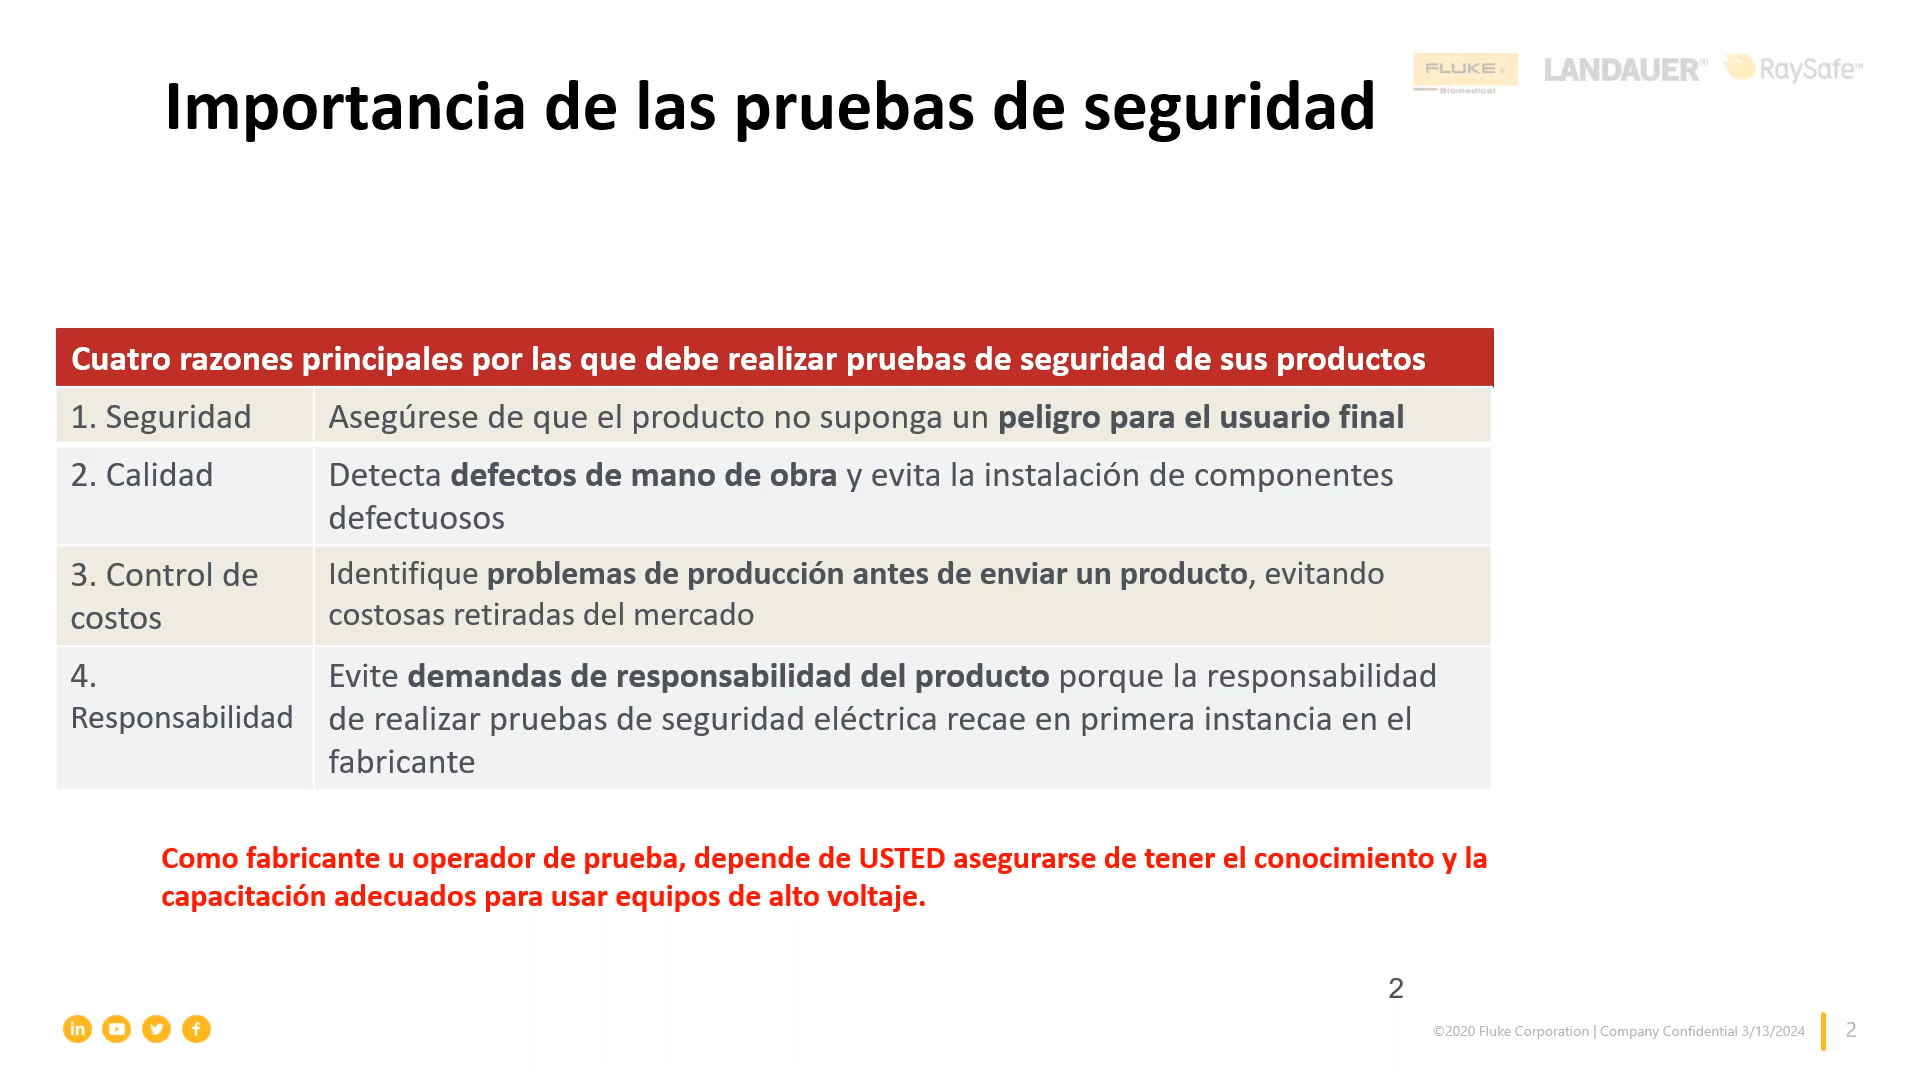 Importancia de las pruebas de seguridad
FLUKE®
Biomedical
LANDAUER®
RaySafe™
Cuatro razones principales por las que debe realizar pruebas de seguridad de sus productos
1. Seguridad
Asegúrese de que el producto no suponga un peligro para el usuario final
2. Calidad
Detecta defectos de mano de obra y evita la instalación de componentes
defectuosos
3. Control de
costos
Identifique problemas de producción antes de enviar un producto, evitando
costosas retiradas del mercado
4.
Responsabilidad
Evite demandas de responsabilidad del producto porque la responsabilidad
de realizar pruebas de seguridad eléctrica recae en primera instancia en el
fabricante
Como fabricante u operador de prueba, depende de USTED asegurarse de tener el conocimiento y la
capacitación adecuados para usar equipos de alto voltaje.
2
in
f
©2020 Fluke Corporation | Company Confidential 3/13/2024
2